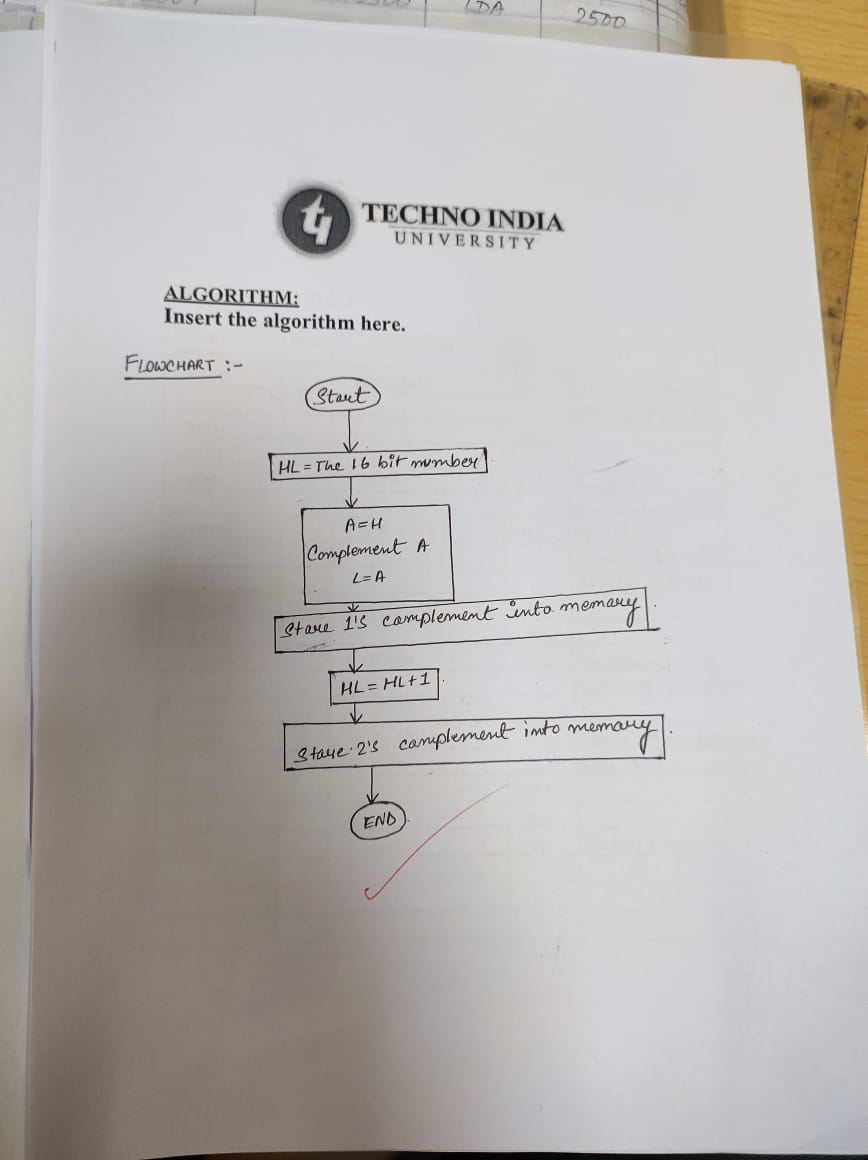 LDA 2500
TECHNO INDIA
UNIVERSITY
ALGORITHM:
Insert the algorithm here.
FLOWCHART :-
Start
HL = The 16 bit number
A=H
Complement A
L=A
Store 1'S complement into memory
HL = HL+1
Store 2's complement into memory
END